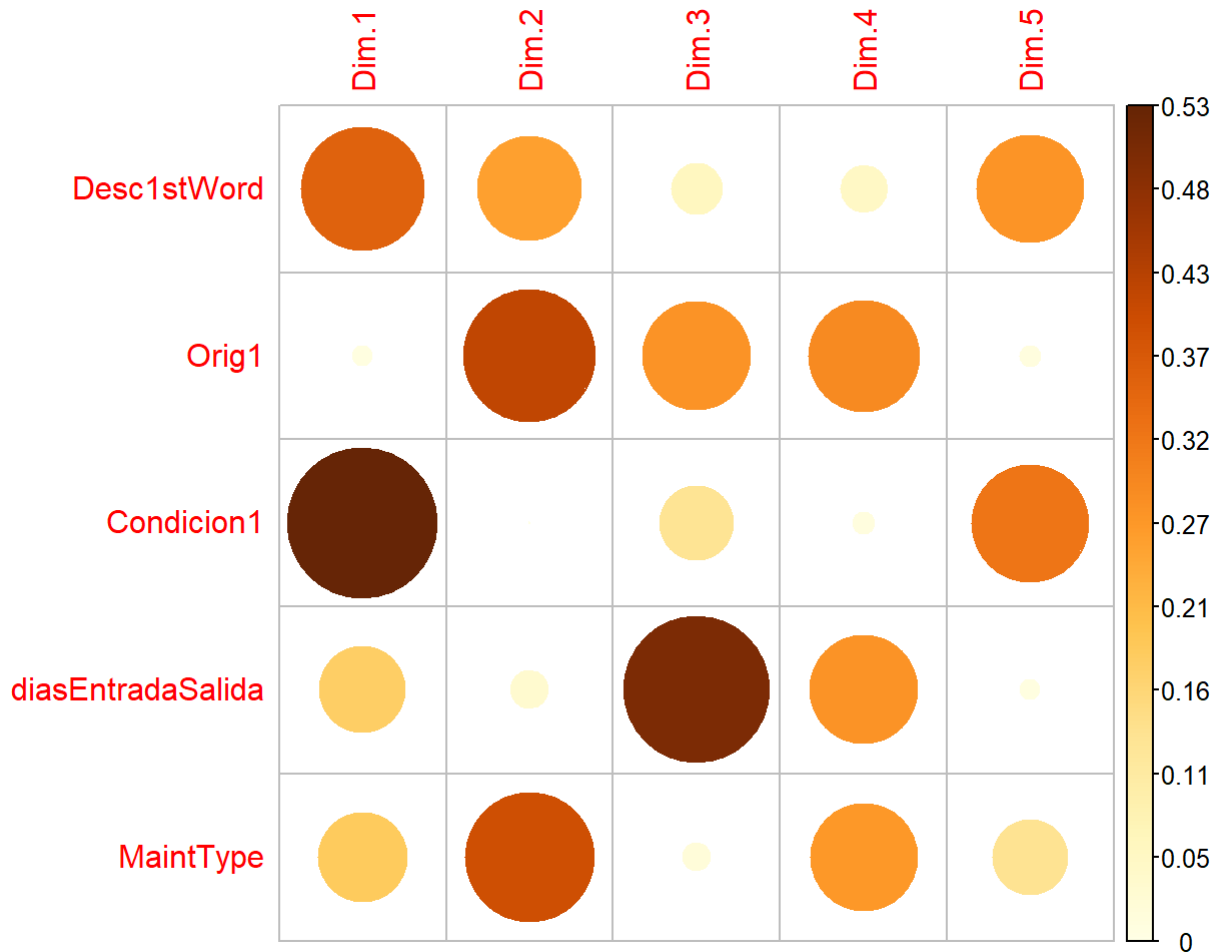 Dim.1
Dim.2
Dim.3
Dim.4
Dim.5
Desc1stWord
Orig1
Condicion1
diasEntradaSalida
MaintType
0.53
0.48
0.43
0.37
0.32
0.27
0.21
0.16
0.11
0.05
0